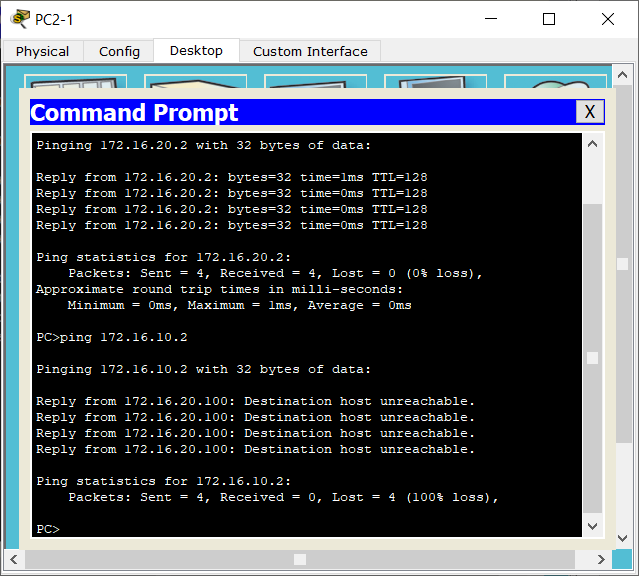 PC2-1
Physical Config Desktop Custom Interface
Command Prompt X
Pinging 172.16.20.2 with 32 bytes of data:
Reply from 172.16.20.2: bytes=32 time=1ms TTL=128
Reply from 172.16.20.2: bytes=32 time=0ms TTL=128
Reply from 172.16.20.2: bytes=32 time=0ms TTL=128
Reply from 172.16.20.2: bytes=32 time=0ms TTL=128
Ping statistics for 172.16.20.2:
Packets: Sent = 4, Received = 4, Lost = 0 (0% loss),
Approximate round trip times in milli-seconds:
Minimum = 0ms, Maximum = 1ms, Average = 0ms
PC>ping 172.16.10.2
Pinging 172.16.10.2 with 32 bytes of data:
Reply from 172.16.20.100: Destination host unreachable.
Reply from 172.16.20.100: Destination host unreachable.
Reply from 172.16.20.100: Destination host unreachable.
Reply from 172.16.20.100: Destination host unreachable.
Ping statistics for 172.16.10.2:
Packets: Sent = 4, Received = 0, Lost = 4 (100% loss),
PC>